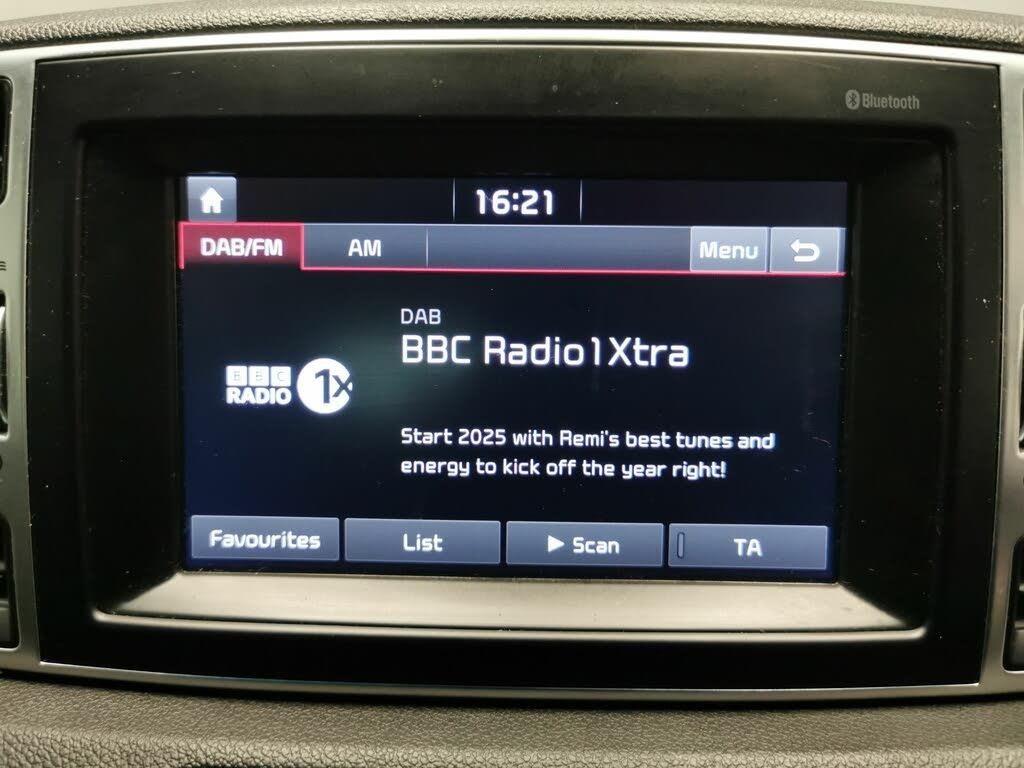 Bluetooth
16:21
DAB/FM AM Menu
DAB
BBC Radio 1Xtra
BBC
RADIO 1X
Start 2025 with Remi's best tunes and
energy to kick off the year right!
Favourites List Scan TA